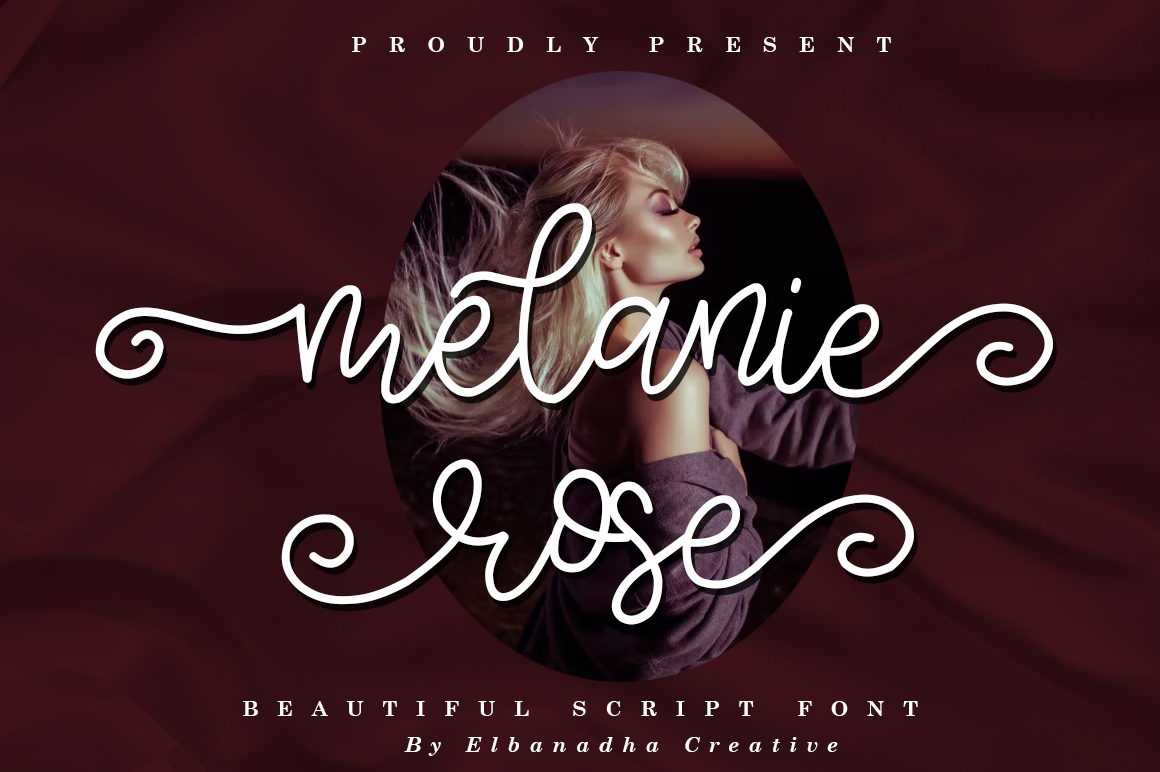 PROUDLY PRESENT
melanie
rose
BEAUTIFUL SCRIPT FONT
By Elbanadha Creative